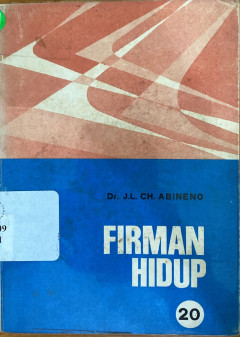 Dr. J.L. CH. ABINENO
FIRMAN
HIDUP
20